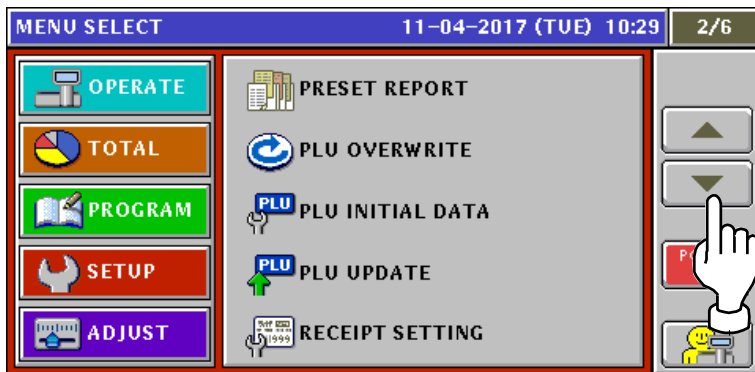 MENU SELECT 11-04-2017 (TUE) 10:29 2/6
OPERATE
TOTAL
PROGRAM
SETUP
ADJUST
PRESET REPORT
PLU OVERWRITE
PLU PLU INITIAL DATA
PLU PLU UPDATE
1999 RECEIPT SETTING